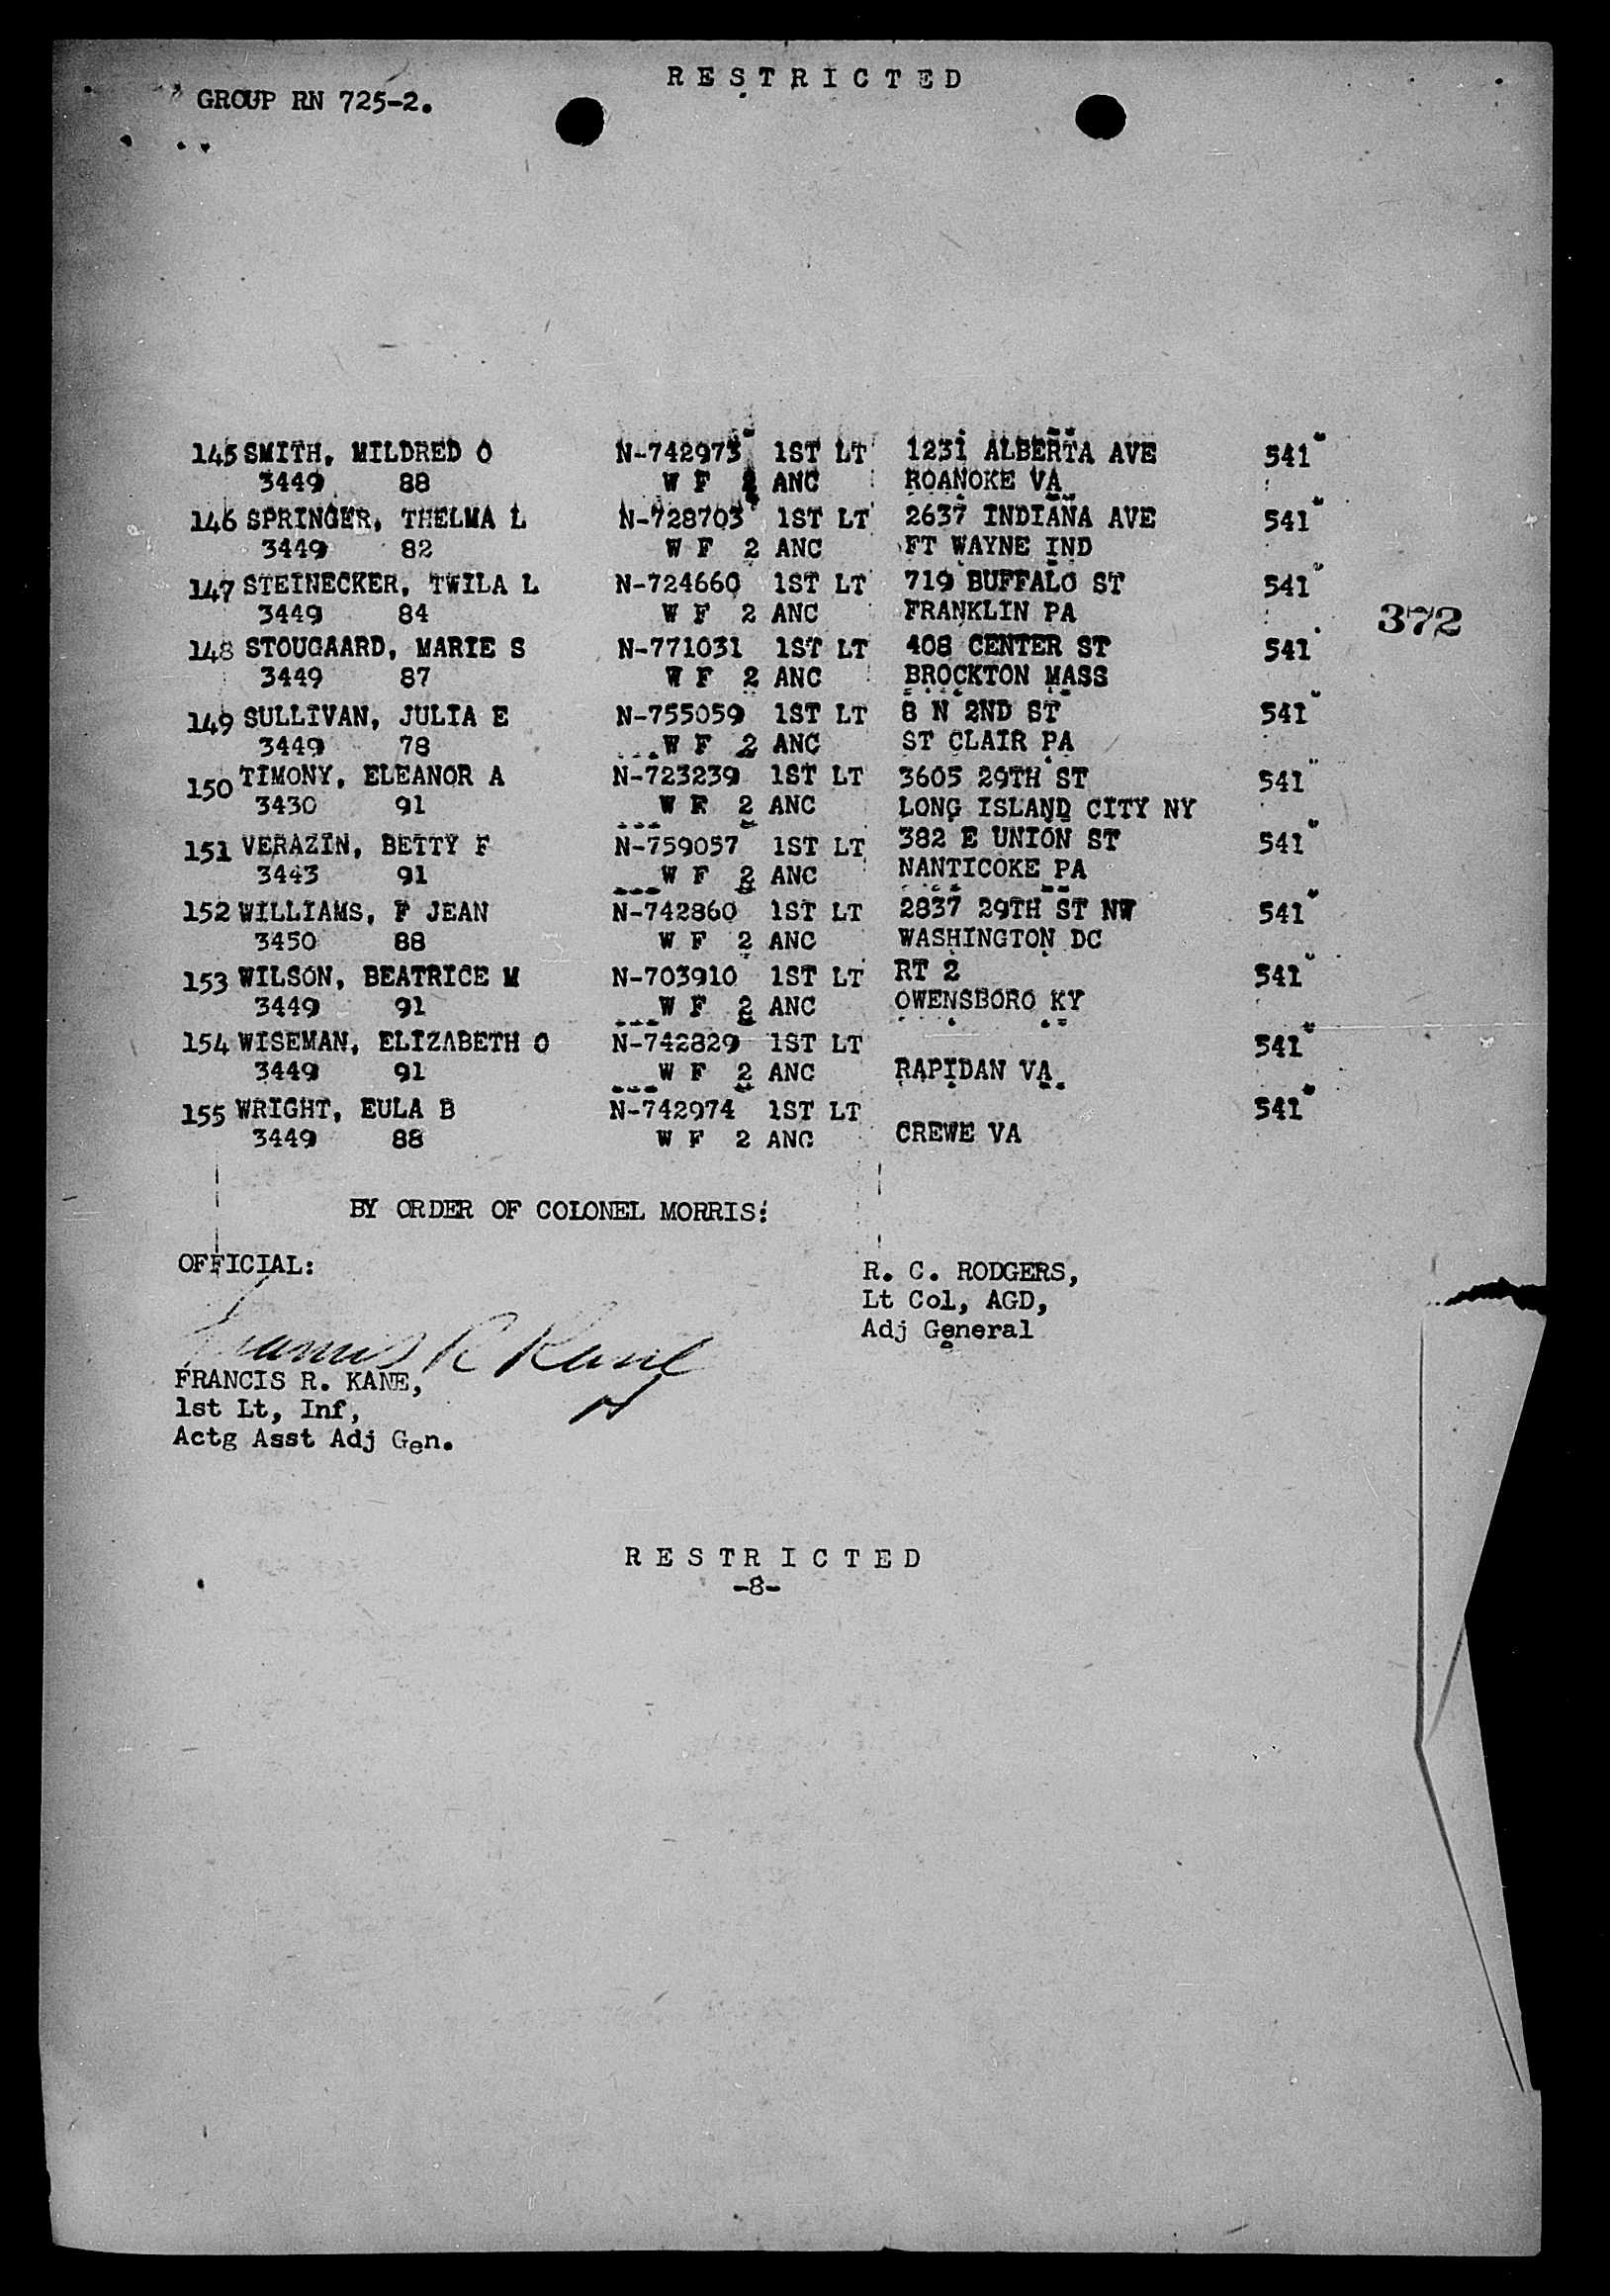 RESTRICTED
GROUP RN 725-2.
145 SMITH, MILDRED O N-742973 1ST LT 1231 ALBERTA AVE 541
3449 88 W F 2 ANC ROANOKE VA
146 SPRINGER, THELMA L N-728703 1ST LT 2637 INDIANA AVE 541
3449 82 W F 2 ANC FT WAYNE IND
147 STEINECKER, TWILA L N-724660 1ST LT 719 BUFFALO ST 541
3449 84 W F 2 ANC FRANKLIN PA
372
148 STOUGAARD, MARIE S N-771031 1ST LT 408 CENTER ST 541
3449 87 W F 2 ANC BROCKTON MASS
149 SULLIVAN, JULIA E N-755059 1ST LT 8 N 2ND ST 541
3449 78 W F 2 ANC ST CLAIR PA
150 TIMONY, ELEANOR A N-723239 1ST LT 3605 29TH ST 541
3430 91 W F 2 ANC LONG ISLAND CITY NY
151 VERAZIN, BETTY F N-759057 1ST LT 382 E UNION ST 541
3443 91 W F 2 ANC NANTICOKE PA
152 WILLIAMS, F JEAN N-742860 1ST LT 2837 29TH ST NW 541
3450 88 W F 2 ANC WASHINGTON DC
153 WILSON, BEATRICE M N-703910 1ST LT RT 2 541
3449 91 W F 2 ANC OWENSBORO KY
154 WISEMAN, ELIZABETH O N-742829 1ST LT 541
3449 91 W F 2 ANC RAPIDAN VA
155 WRIGHT, EULA B N-742974 1ST LT 541
3449 88 W F 2 ANC CREWE VA
BY ORDER OF COLONEL MORRIS:
OFFICIAL:
R. C. RODGERS,
Lt Col, AGD,
Adj General
Francis R Kane
FRANCIS R. KANE,
1st Lt, Inf,
Actg Asst Adj Gen.
RESTRICTED
-8-